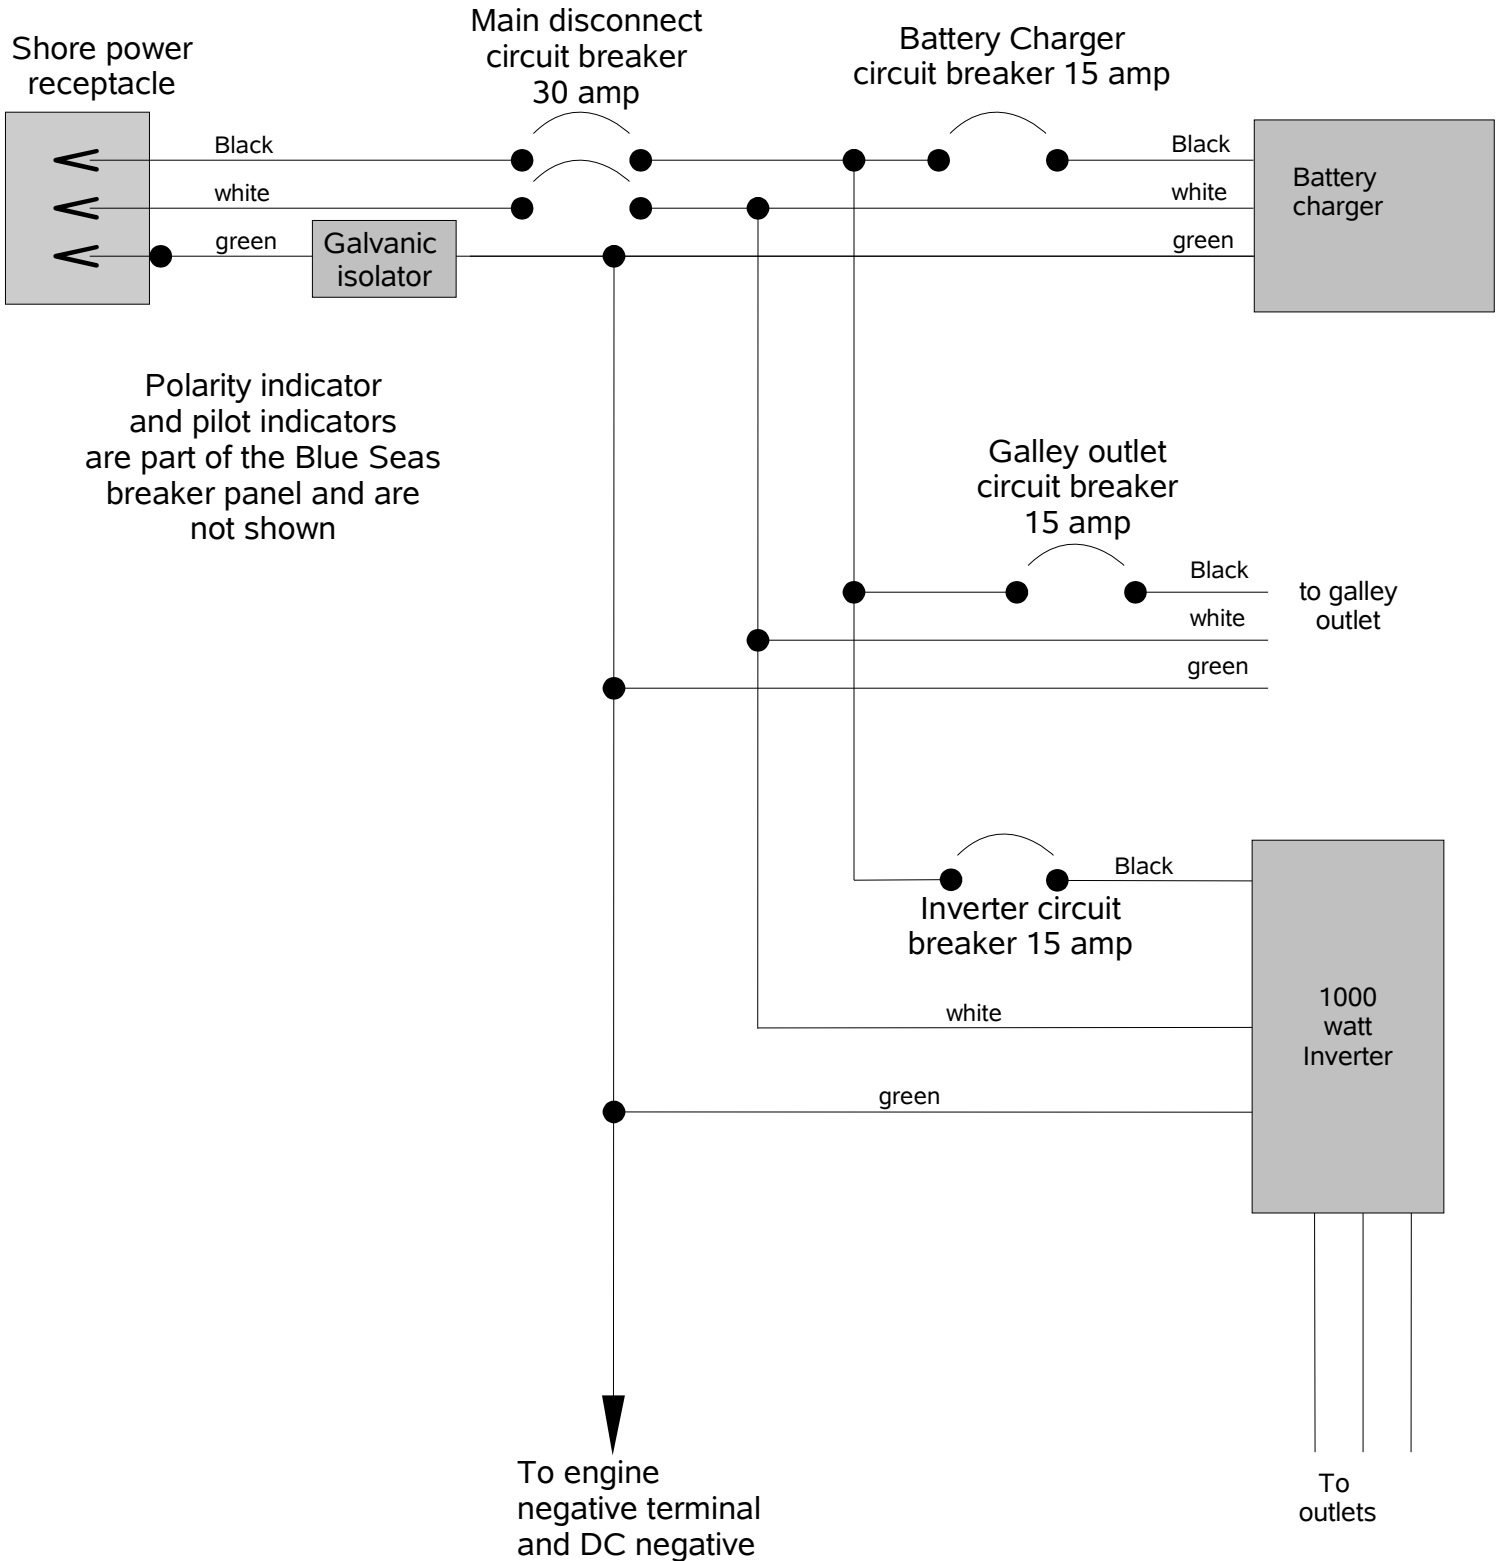 Shore power
receptacle
Main disconnect
circuit breaker
30 amp
Battery Charger
circuit breaker 15 amp
Black
white
green
Galvanic
isolator
Black
white
green
Battery
charger
Polarity indicator
and pilot indicators
are part of the Blue Seas
breaker panel and are
not shown
Galley outlet
circuit breaker
15 amp
Black
white
green
to galley
outlet
Black
Inverter circuit
breaker 15 amp
white
green
1000
watt
Inverter
To engine
negative terminal
and DC negative
To
outlets